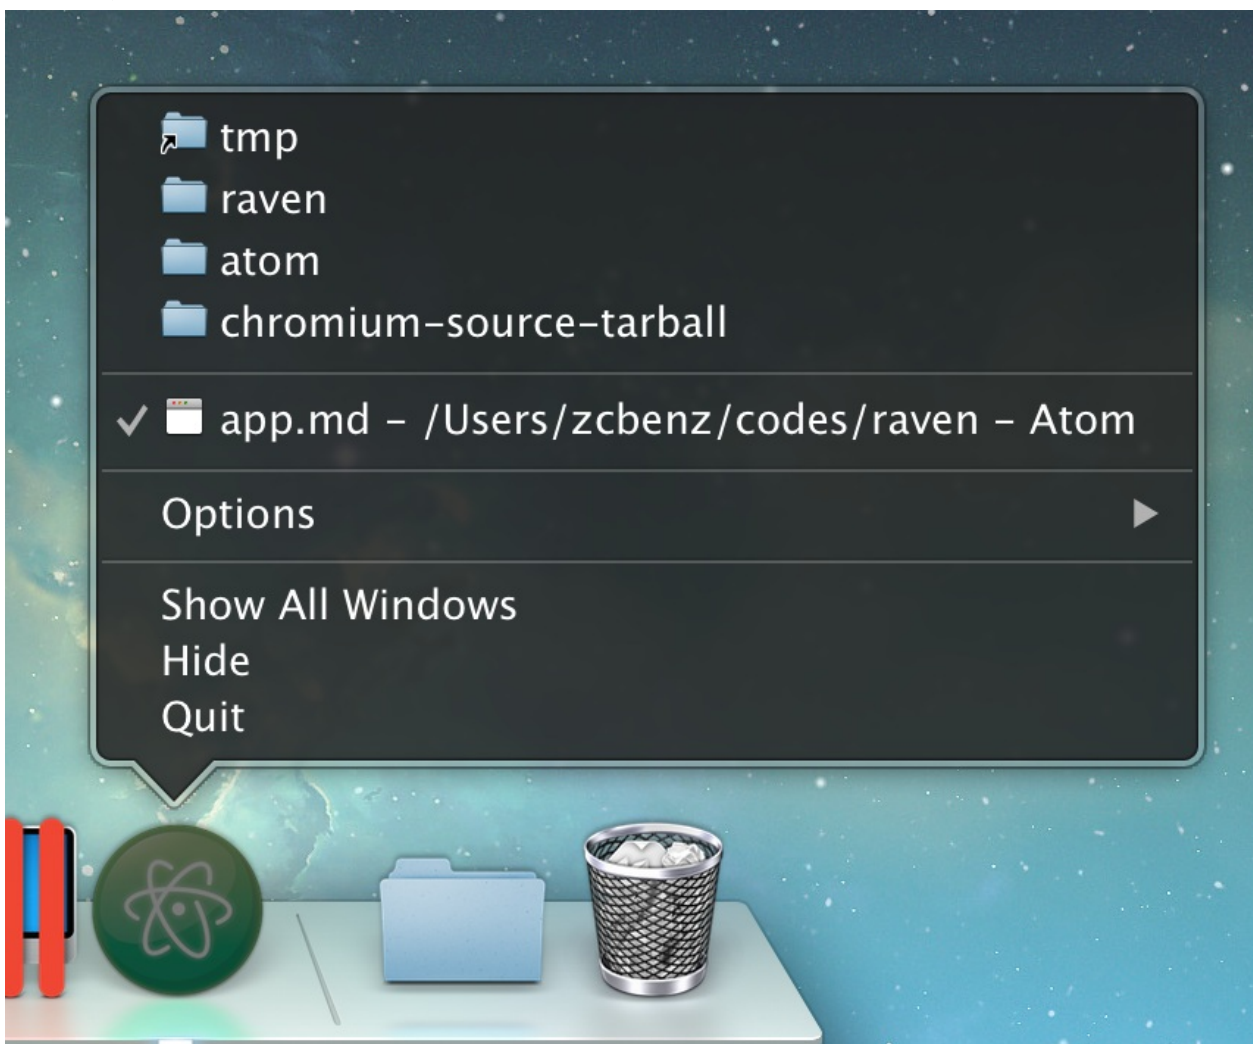 tmp
raven
atom
chromium-source-tarball
app.md – /Users/zcbenz/codes/raven – Atom
Options
Show All Windows
Hide
Quit